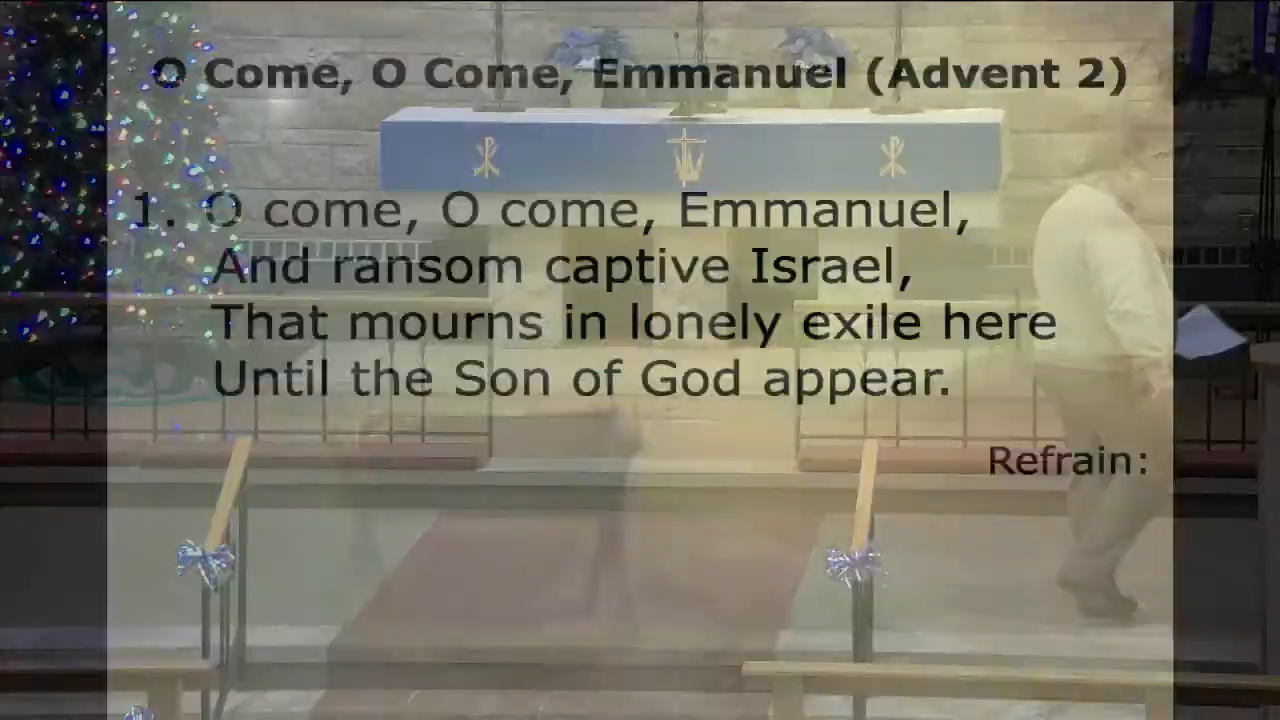 O Come, O Come, Emmanuel (Advent 2)
1. O come, O come, Emmanuel,
And ransom captive Israel,
That mourns in lonely exile here
Until the Son of God appear.
Refrain: